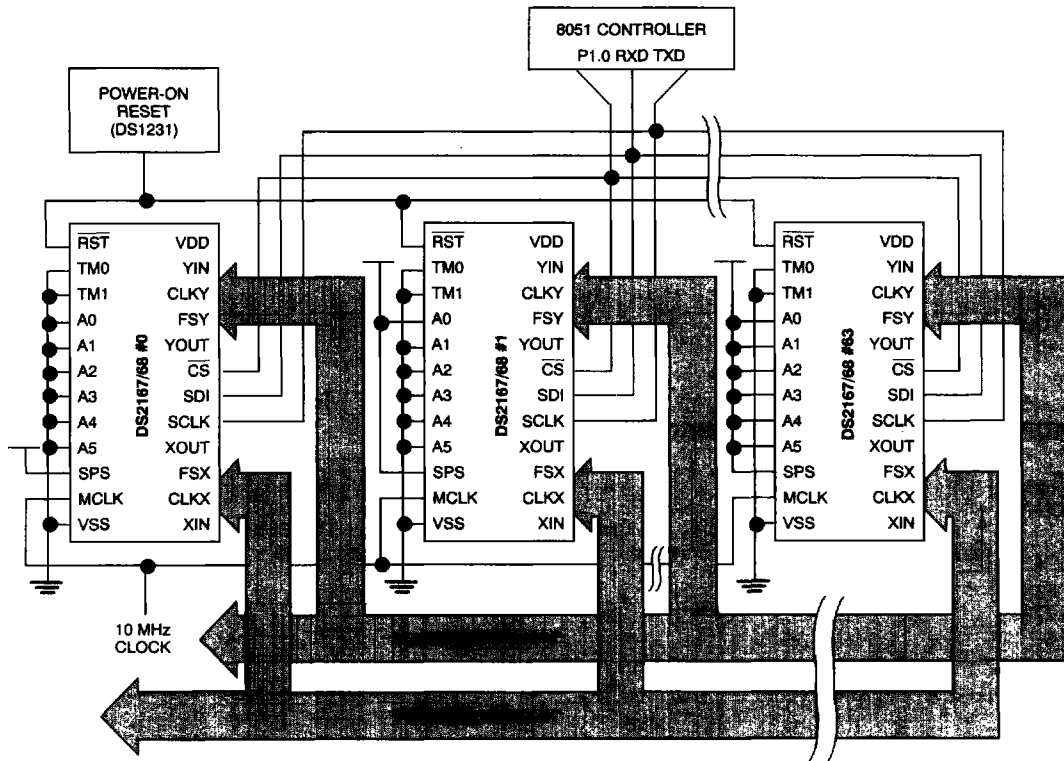 8051 CONTROLLER
P1.0 RXD TXD
POWER-ON
RESET
(DS1231)
RST VDD
TM0 YIN
TM1 CLKY
A0 FSY
A1 YOUT
A2 CS
A3 SDI
A4 SCLK
A5 XOUT
SPS FSX
MCLK CLKX
VSS XIN
DS2167/68 #0
RST VDD
TM0 YIN
TM1 CLKY
A0 FSY
A1 YOUT
A2 CS
A3 SDI
A4 SCLK
A5 XOUT
SPS FSX
MCLK CLKX
VSS XIN
DS2167/68 #1
RST VDD
TM0 YIN
TM1 CLKY
A0 FSY
A1 YOUT
A2 CS
A3 SDI
A4 SCLK
A5 XOUT
SPS FSX
MCLK CLKX
VSS XIN
DS2167/68 #63
10 MHz
CLOCK